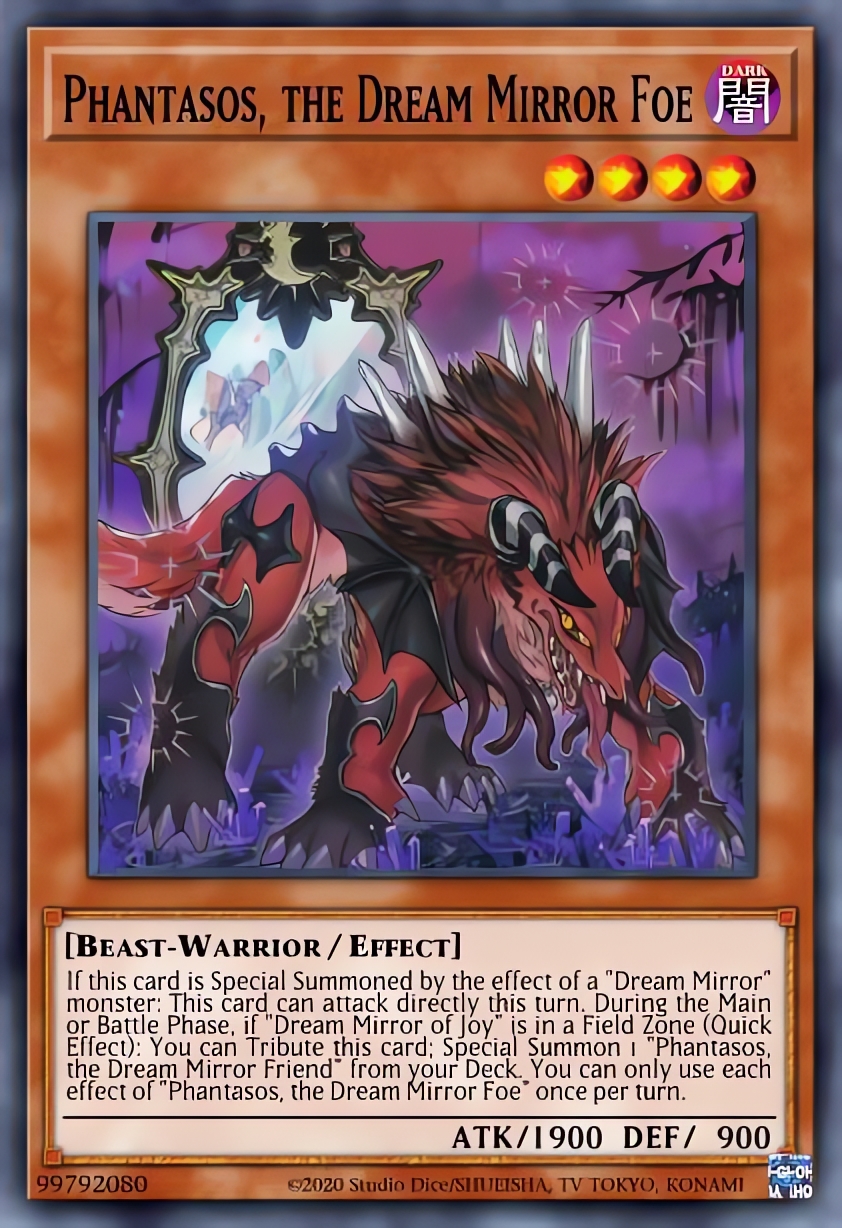 PHANTASOS, THE DREAM MIRROR FOE
DARK
闇
[BEAST-WARRIOR / EFFECT]
If this card is Special Summoned by the effect of a "Dream Mirror"
monster: This card can attack directly this turn. During the Main
or Battle Phase, if "Dream Mirror of Joy" is in a Field Zone (Quick
Effect): You can Tribute this card; Special Summon 1 "Phantasos,
the Dream Mirror Friend" from your Deck. You can only use each
effect of "Phantasos, the Dream Mirror Foe" once per turn.
ATK/1900 DEF/ 900
99792080
©2020 Studio Dice/SHUEISHA, TV TOKYO, KONAMI